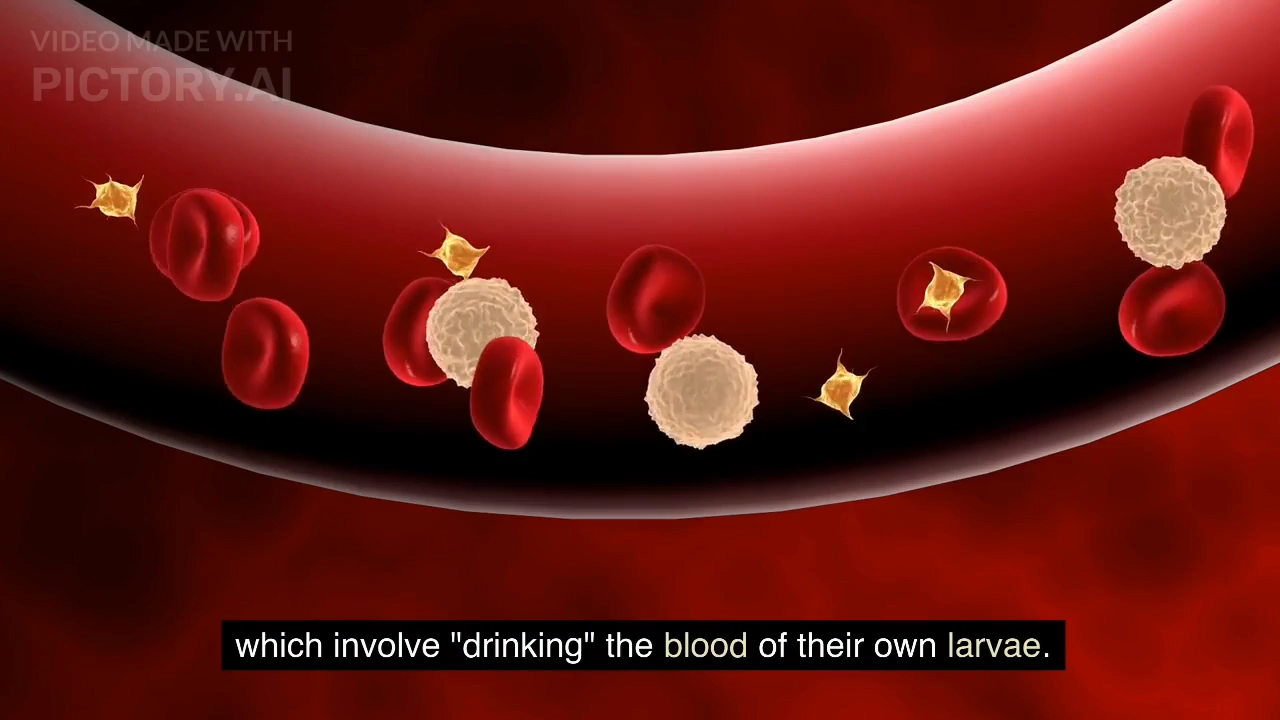 VIDEO MADE WITH
PICTORY.AI
which involve "drinking" the blood of their own larvae.